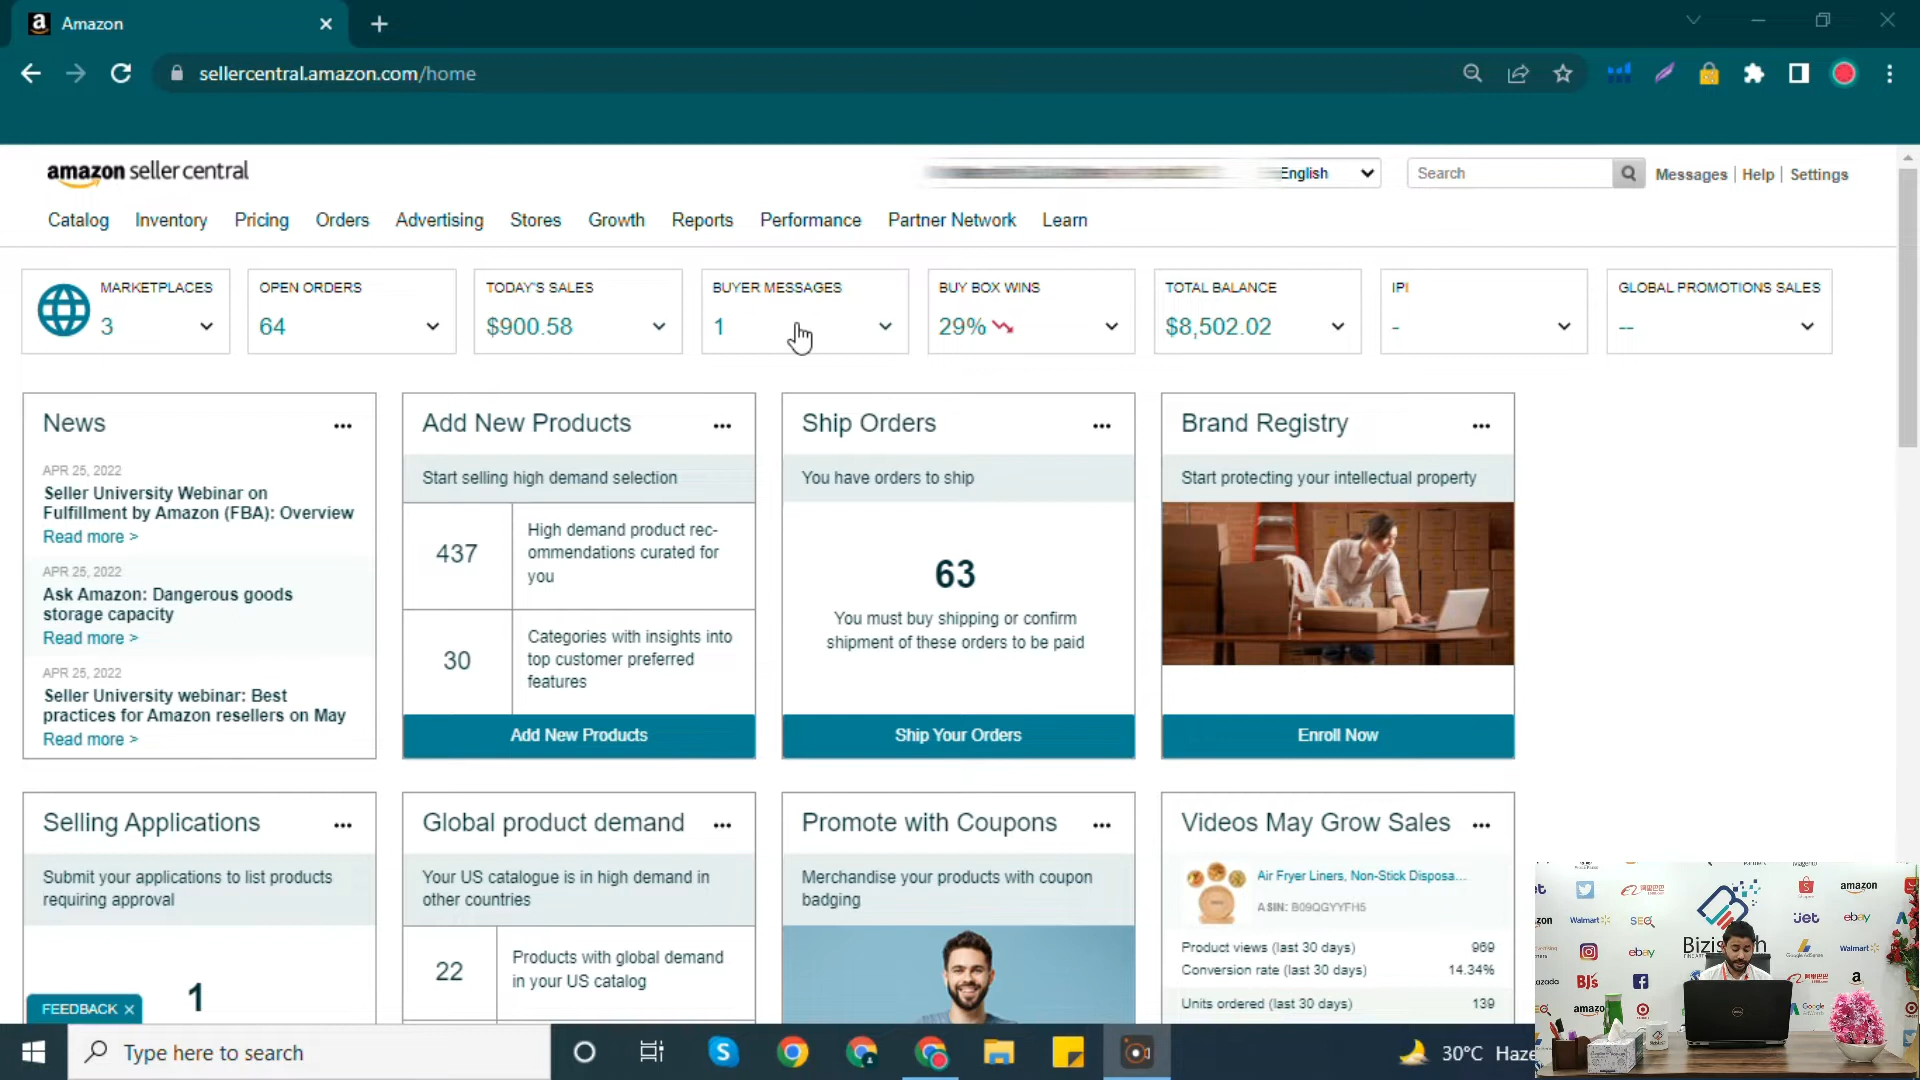 Amazon
sellercentral.amazon.com/home
amazon seller central
English
Search
Messages | Help | Settings
Catalog Inventory Pricing Orders Advertising Stores Growth Reports Performance Partner Network Learn
MARKETPLACES
3
OPEN ORDERS
64
TODAY'S SALES
$900.58
BUYER MESSAGES
1
BUY BOX WINS
29%
TOTAL BALANCE
$8,502.02
IPI
-
GLOBAL PROMOTIONS SALES
--
News
APR 25, 2022
Seller University Webinar on
Fulfillment by Amazon (FBA): Overview
Read more >
APR 25, 2022
Ask Amazon: Dangerous goods
storage capacity
Read more >
APR 25, 2022
Seller University webinar: Best
practices for Amazon resellers on May
Read more >
Add New Products
Start selling high demand selection
437
High demand product rec-
ommendations curated for
you
30
Categories with insights into
top customer preferred
features
Add New Products
Ship Orders
You have orders to ship
63
You must buy shipping or confirm
shipment of these orders to be paid
Ship Your Orders
Brand Registry
Start protecting your intellectual property
Enroll Now
Selling Applications
Submit your applications to list products
requiring approval
1
FEEDBACK
Global product demand
Your US catalogue is in high demand in
other countries
22
Products with global demand
in your US catalog
Promote with Coupons
Merchandise your products with coupon
badging
Videos May Grow Sales
Air Fryer Liners, Non-Stick Disposa...
ASIN: B09QGYYFH5
Product views (last 30 days) 969
Conversion rate (last 30 days) 14.34%
Units ordered (last 30 days) 139
amazon
Walmart
SEO
Jet
ebay
ebay
Walmart
BJ's
amazon
Google
Type here to search
30°C Haze